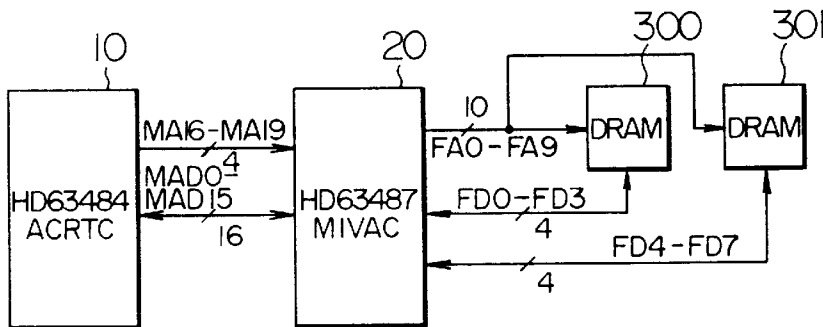 10
20
300
301
MA16-MA19
4
MAD0-
MAD15
16
HD63484
ACRTC
HD63487
MIVAC
10
FA0-FA9
DRAM
DRAM
FD0-FD3
4
FD4-FD7
4